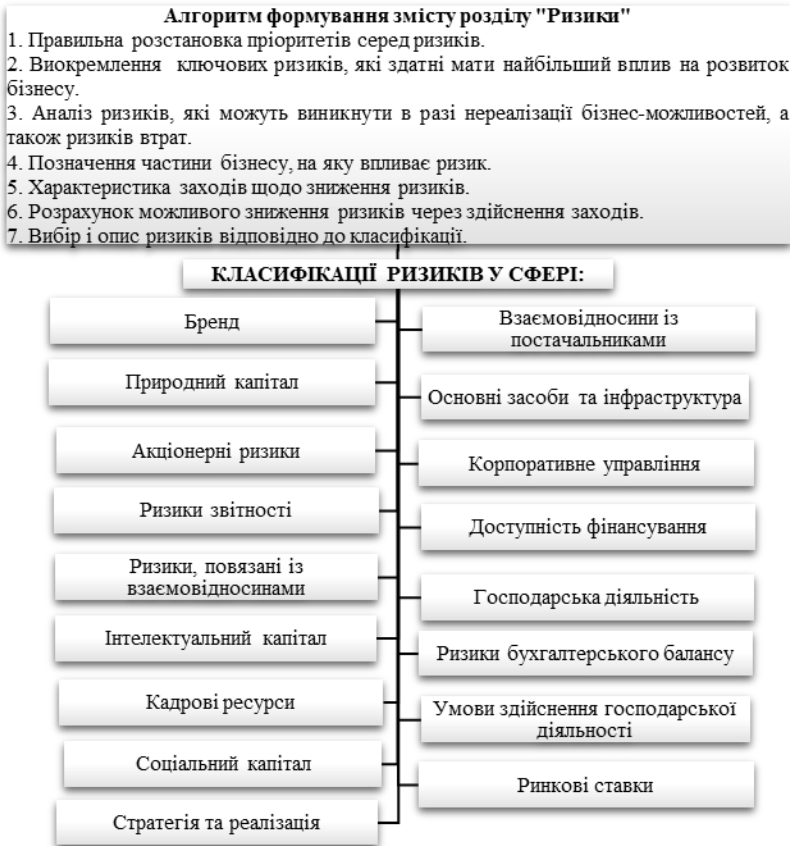 Алгоритм формування змісту розділу "Ризики"
1. Правильна розстановка пріоритетів серед ризиків.
2. Виокремлення ключових ризиків, які здатні мати найбільший вплив на розвиток
бізнесу.
3. Аналіз ризиків, які можуть виникнути в разі нереалізації бізнес-можливостей, а
також ризиків втрат.
4. Позначення частини бізнесу, на яку впливає ризик.
5. Характеристика заходів щодо зниження ризиків.
6. Розрахунок можливого зниження ризиків через здійснення заходів.
7. Вибір і опис ризиків відповідно до класифікації.
КЛАСИФІКАЦІЇ РИЗИКІВ У СФЕРІ:
Бренд
Природний капітал
Акціонерні ризики
Ризики звітності
Ризики, повязані із
взаємовідносинами
Інтелектуальний капітал
Кадрові ресурси
Соціальний капітал
Стратегія та реалізація
Взаємовідносини із
постачальниками
Основні засоби та інфраструктура
Корпоративне управління
Доступність фінансування
Господарська діяльність
Ризики бухгалтерського балансу
Умови здійснення господарської
діяльності
Ринкові ставки